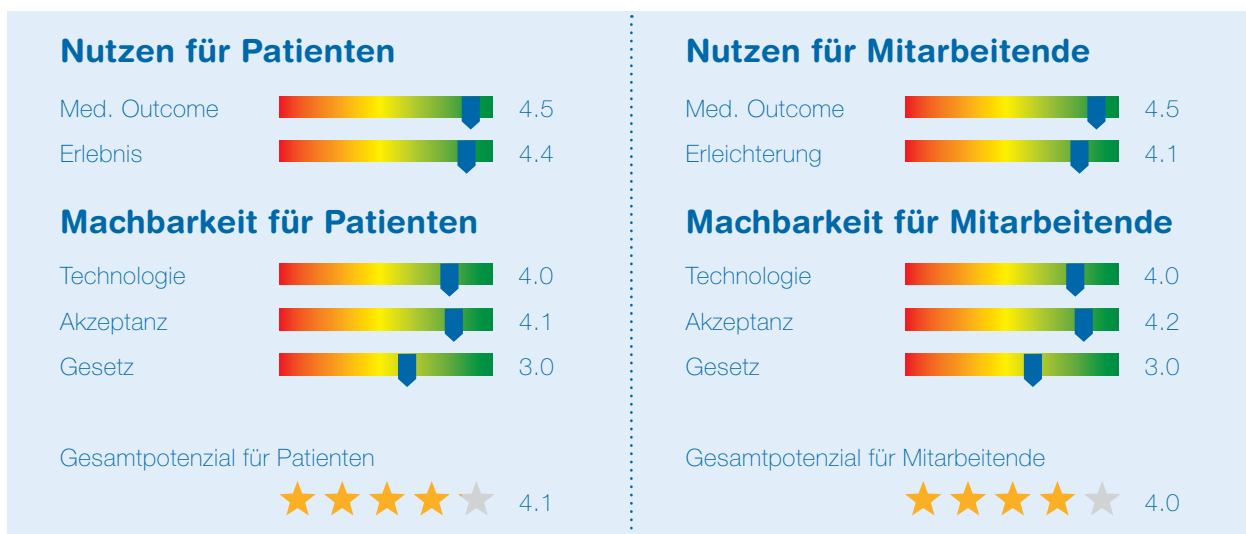 Nutzen für Patienten
Med. Outcome 4.5
Erlebnis 4.4
Machbarkeit für Patienten
Technologie 4.0
Akzeptanz 4.1
Gesetz 3.0
Gesamtpotenzial für Patienten
4.1
Nutzen für Mitarbeitende
Med. Outcome 4.5
Erleichterung 4.1
Machbarkeit für Mitarbeitende
Technologie 4.0
Akzeptanz 4.2
Gesetz 3.0
Gesamtpotenzial für Mitarbeitende
4.0